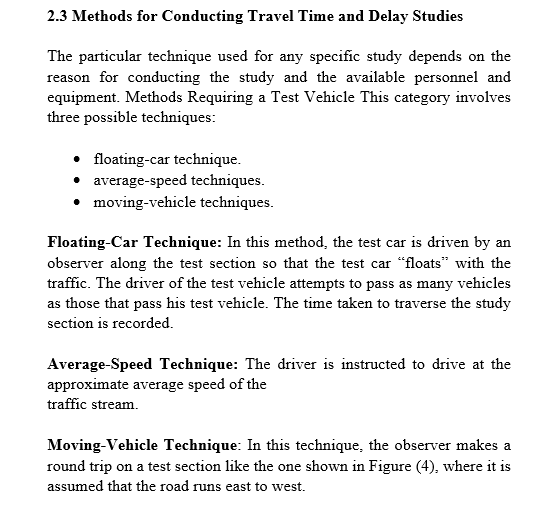 2.3 Methods for Conducting Travel Time and Delay Studies
The particular technique used for any specific study depends on the
reason for conducting the study and the available personnel and
equipment. Methods Requiring a Test Vehicle This category involves
three possible techniques:
• floating-car technique.
• average-speed techniques.
• moving-vehicle techniques.
Floating-Car Technique: In this method, the test car is driven by an
observer along the test section so that the test car “floats” with the
traffic. The driver of the test vehicle attempts to pass as many vehicles
as those that pass his test vehicle. The time taken to traverse the study
section is recorded.
Average-Speed Technique: The driver is instructed to drive at the
approximate average speed of the
traffic stream.
Moving-Vehicle Technique: In this technique, the observer makes a
round trip on a test section like the one shown in Figure (4), where it is
assumed that the road runs east to west.